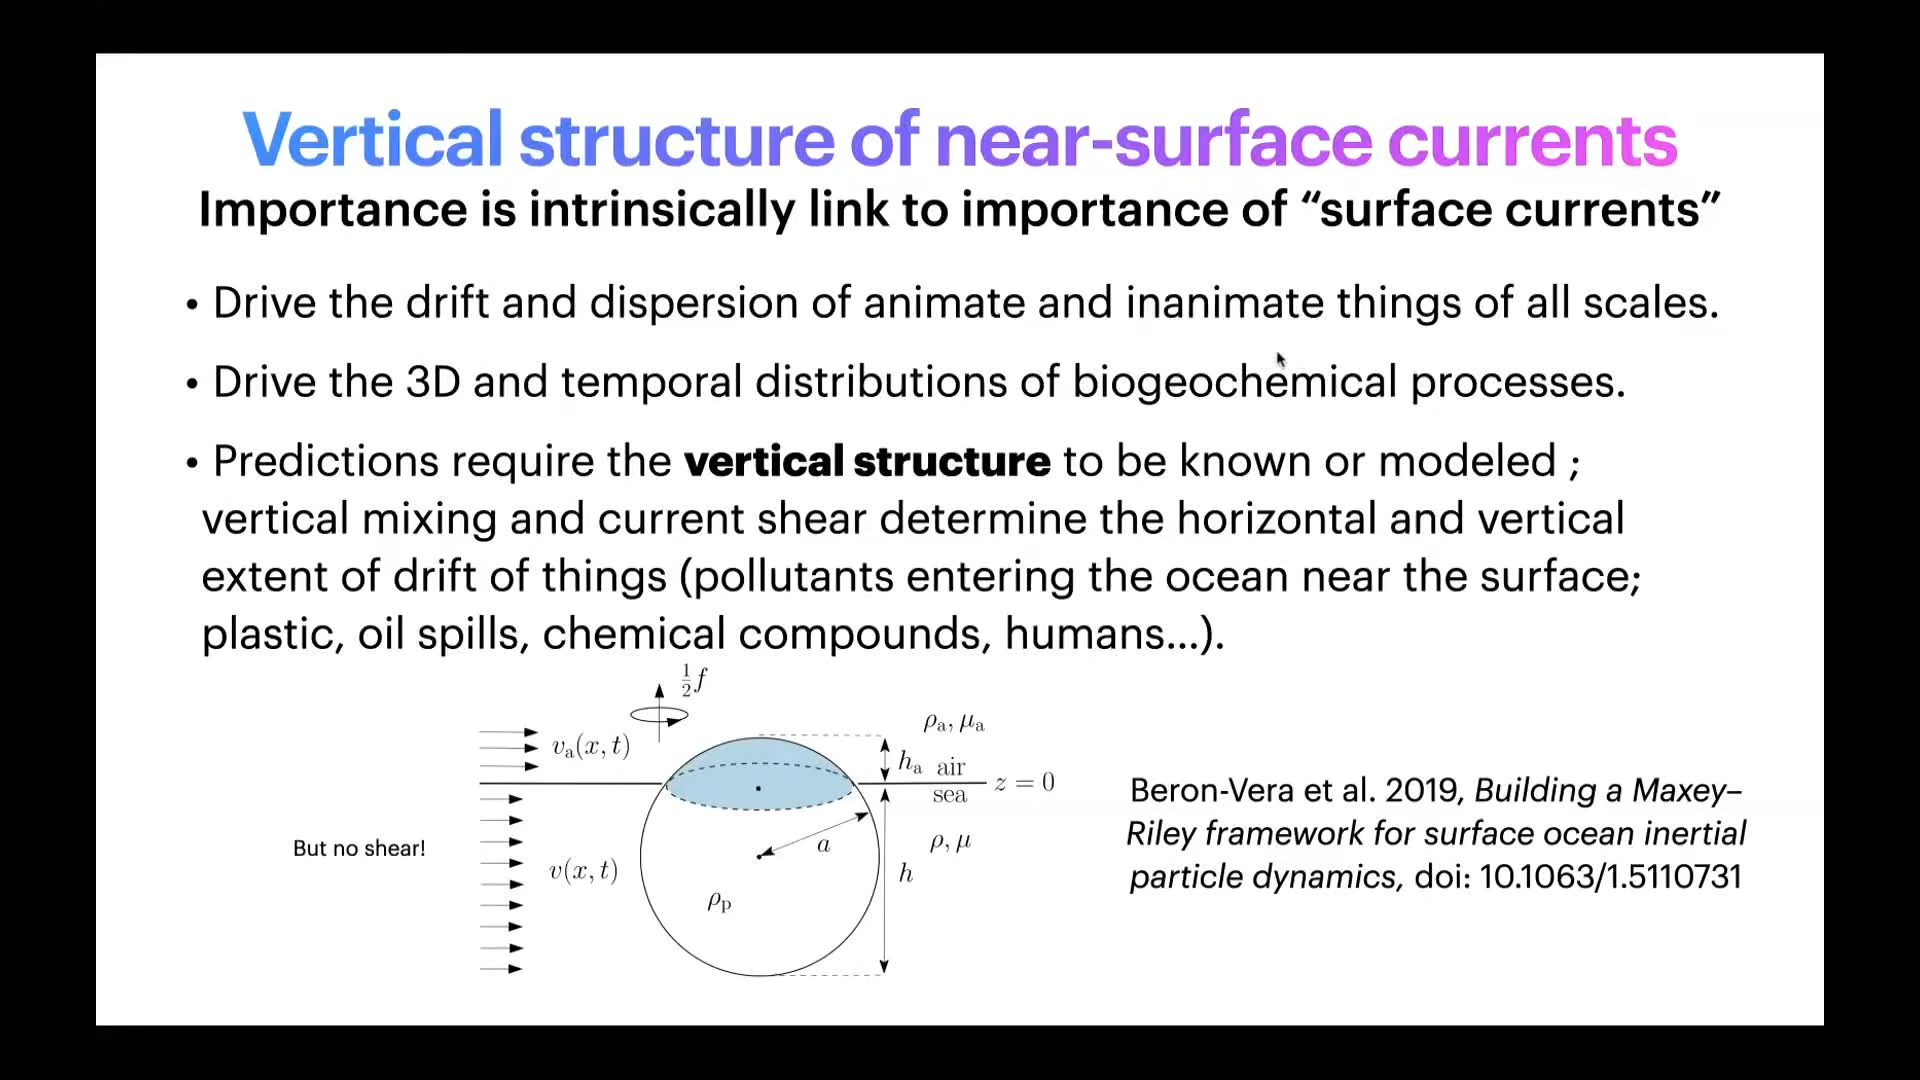 Vertical structure of near-surface currents
Importance is intrinsically link to importance of “surface currents”
• Drive the drift and dispersion of animate and inanimate things of all scales.
• Drive the 3D and temporal distributions of biogeochemical processes.
• Predictions require the vertical structure to be known or modeled ;
vertical mixing and current shear determine the horizontal and vertical
extent of drift of things (pollutants entering the ocean near the surface;
plastic, oil spills, chemical compounds, humans...).
½f
ρa, μa
va(x, t)
ha air
sea
z = 0
But no shear!
v(x, t)
a
ρ, μ
h
ρp
Beron-Vera et al. 2019, Building a Maxey–
Riley framework for surface ocean inertial
particle dynamics, doi: 10.1063/1.5110731